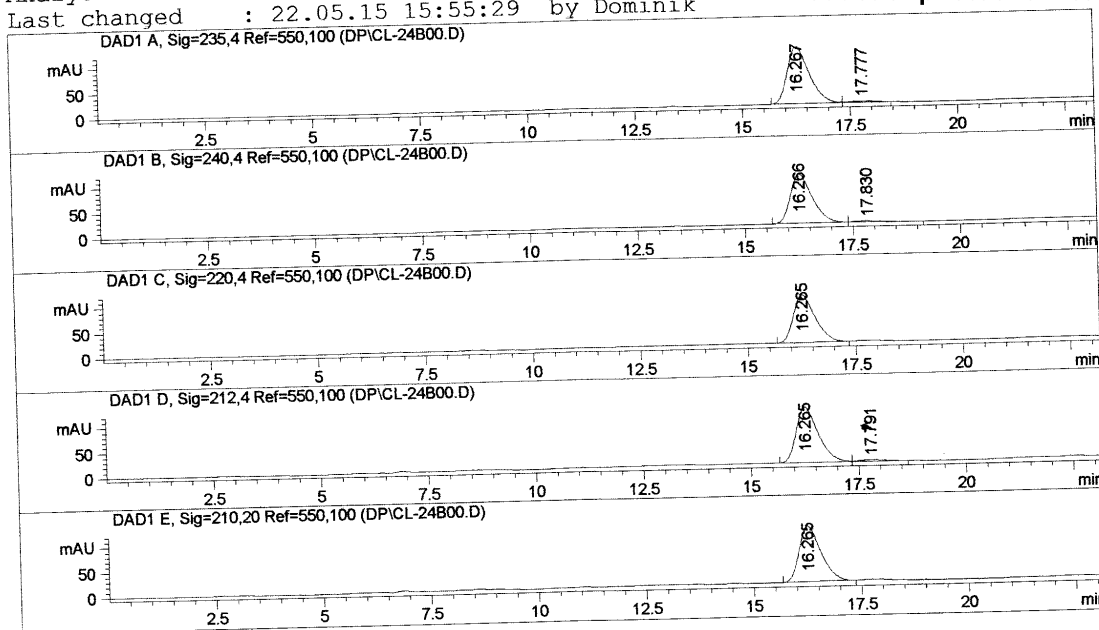 Last changed : 22.05.15 15:55:29 by Dominik
DAD1 A, Sig=235,4 Ref=550,100 (DP\CL-24B00.D)
mAU
50
0
16.267
17.777
2.5 5 7.5 10 12.5 15 17.5 20 min
DAD1 B, Sig=240,4 Ref=550,100 (DP\CL-24B00.D)
mAU
50
0
16.266
17.830
2.5 5 7.5 10 12.5 15 17.5 20 min
DAD1 C, Sig=220,4 Ref=550,100 (DP\CL-24B00.D)
mAU
50
0
16.265
2.5 5 7.5 10 12.5 15 17.5 20 min
DAD1 D, Sig=212,4 Ref=550,100 (DP\CL-24B00.D)
mAU
50
0
16.265
17.791
2.5 5 7.5 10 12.5 15 17.5 20 min
DAD1 E, Sig=210,20 Ref=550,100 (DP\CL-24B00.D)
mAU
50
0
16.265
2.5 5 7.5 10 12.5 15 17.5 20 min